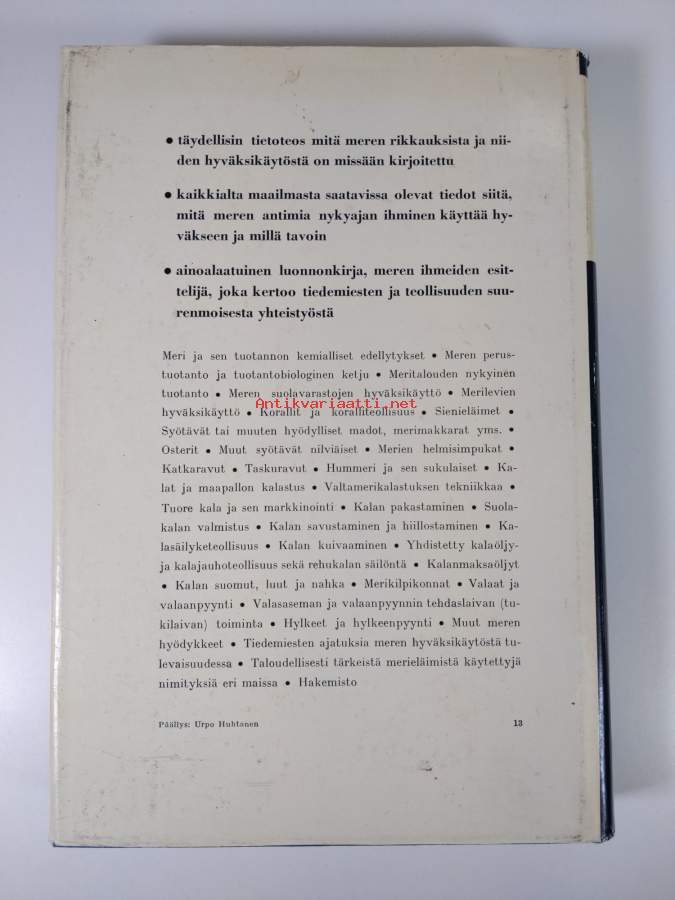 • täydellisin tietoteos mitä meren rikkauksista ja nii-
den hyväksikäytöstä on missään kirjoitettu
• kaikkialta maailmasta saatavissa olevat tiedot siitä,
mitä meren antimia nykyajan ihminen käyttää hy-
väkseen ja millä tavoin
• ainoalaatuinen luonnonkirja, meren ihmeiden esit-
telijä, joka kertoo tiedemiesten ja teollisuuden suu-
renmoisesta yhteistyöstä
Meri ja sen tuotannon kemialliset edellytykset • Meren perus-
tuotanto ja tuotantobiologinen ketju • Meritalouden nykyinen
tuotanto • Meren suolavarastojen hyväksikäyttö • Merilevien
Antikvariaatti.net
hyväksikäyttö • Korallit ja koralliteollisuus • Sienieläimet •
Syötävät tai muuten hyödylliset madot, merimakkarat yms. •
Osterit • Muut syötävät nilviäiset • Merien helmisimpukat •
Katkaravut • Taskuravut • Hummeri ja sen sukulaiset • Ka-
lat ja maapallon kalastus • Valtamerikalastuksen tekniikkaa •
Tuore kala ja sen markkinointi • Kalan pakastaminen • Suola-
kalan valmistus • Kalan savustaminen ja hiillostaminen • Ka-
lasäilyketeollisuus • Kalan kuivaaminen • Yhdistetty kalaöljy-
ja kalajauhoteollisuus sekä rehukalan säilöntä • Kalanmaksaöljyt
• Kalan suomut, luut ja nahka • Merikilpikonnat • Valaat ja
valaanpyynti • Valasaseman ja valaanpyynnin tehdaslaivan (tu-
kilaivan) toiminta • Hylkeet ja hylkeenpyynti • Muut meren
hyödykkeet • Tiedemiesten ajatuksia meren hyväksikäytöstä tu-
levaisuudessa • Taloudellisesti tärkeistä merieläimistä käytettyjä
nimityksiä eri maissa • Hakemisto
Päällys: Urpo Huhtanen 13